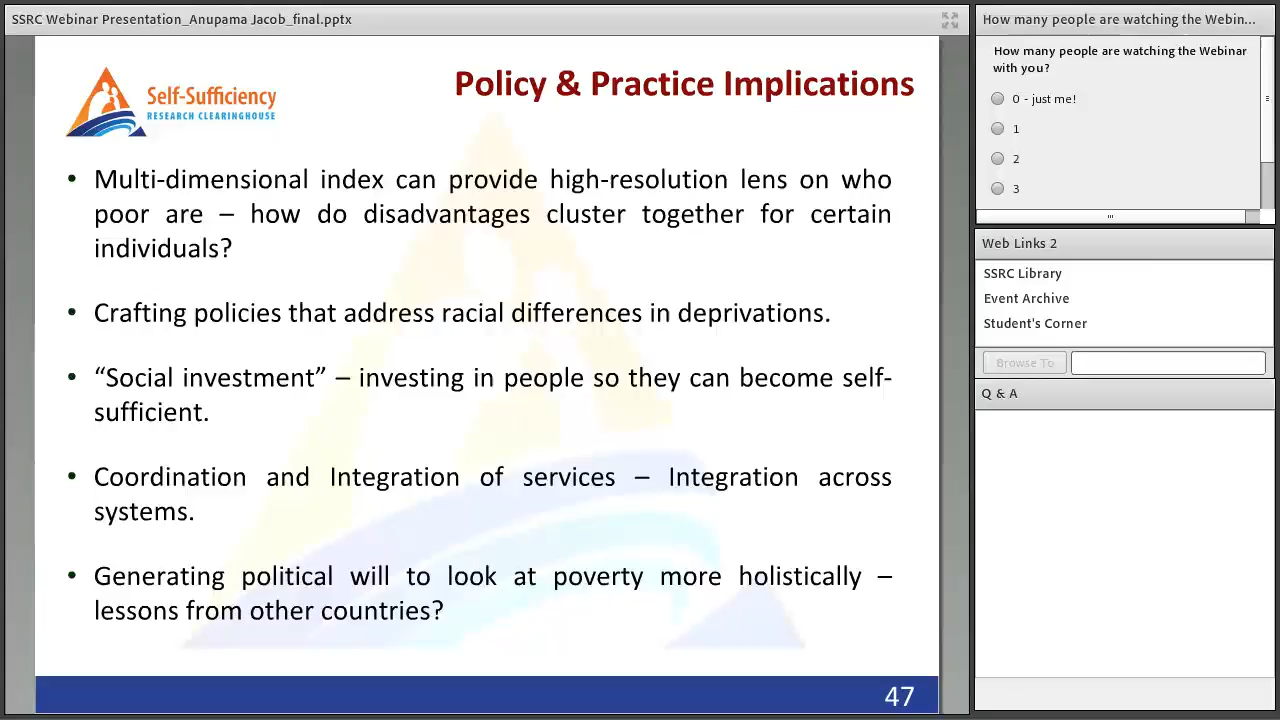 SSRC Webinar Presentation_Anupama Jacob_final.pptx
Self-Sufficiency
RESEARCH CLEARINGHOUSE
Policy & Practice Implications
• Multi-dimensional index can provide high-resolution lens on who
poor are – how do disadvantages cluster together for certain
individuals?
• Crafting policies that address racial differences in deprivations.
• “Social investment” – investing in people so they can become self-
sufficient.
• Coordination and Integration of services – Integration across
systems.
• Generating political will to look at poverty more holistically –
lessons from other countries?
47
How many people are watching the Webin...
How many people are watching the Webinar
with you?
0 - just me!
1
2
3
Web Links 2
SSRC Library
Event Archive
Student's Corner
Browse To
Q & A